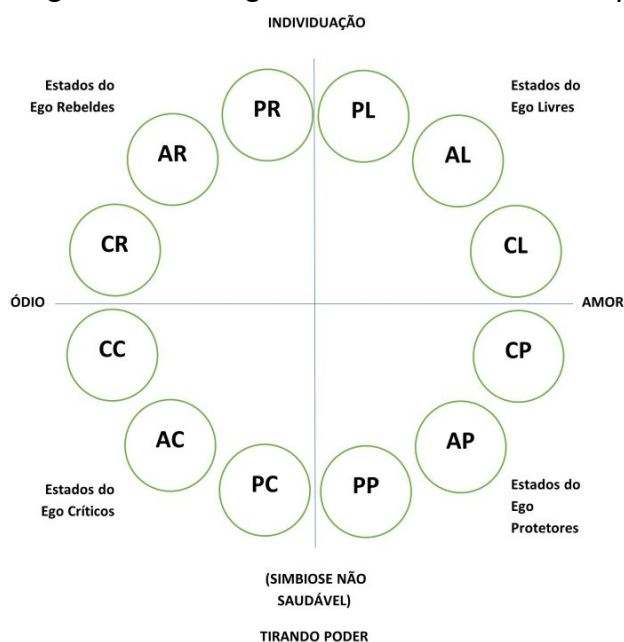 INDIVIDUAÇÃO
Estados do
Ego Rebeldes
Estados do
Ego Livres
PR
PL
AR
AL
CR
CL
ÓDIO
AMOR
CC
CP
AC
AP
PC
PP
Estados do
Ego Críticos
Estados do
Ego
Protetores
(SIMBIOSE NÃO
SAUDÁVEL)
TIRANDO PODER